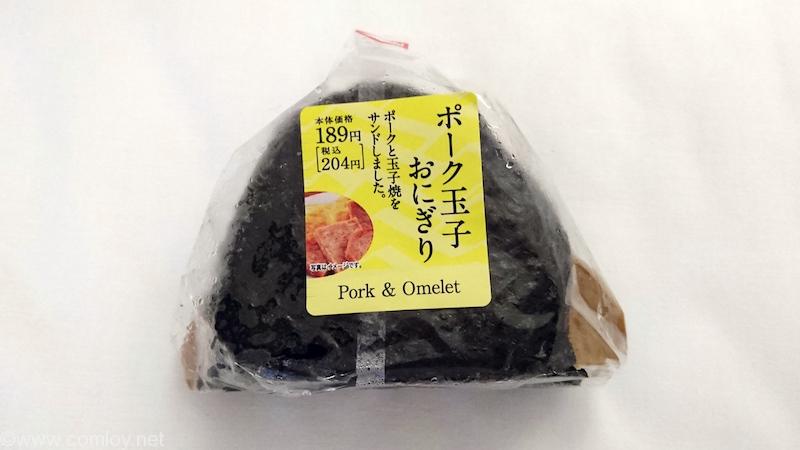 ポーク玉子
おにぎり
ポークと玉子焼を
サンドしました。
本体価格
189円
[税込
204円]
写真はイメージです。
Pork & Omelet
©www.comloy.net